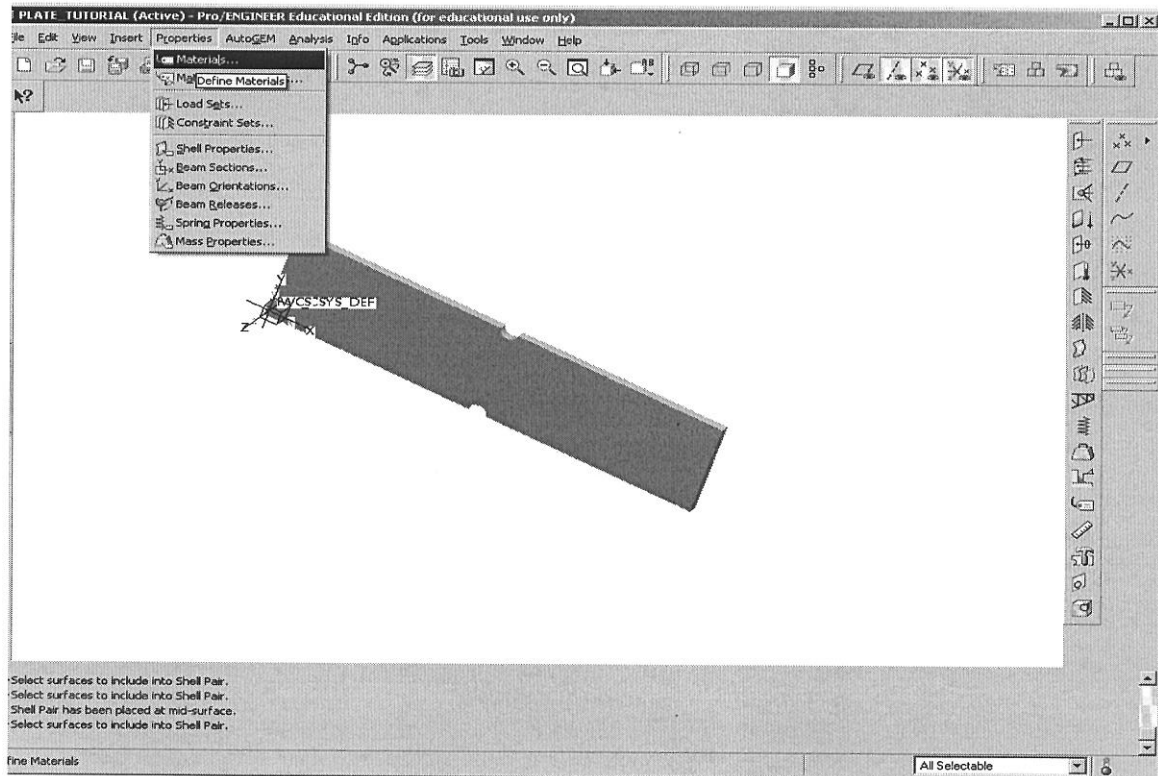 PLATE_TUTORIAL (Active) - Pro/ENGINEER Educational Edition (for educational use only)
Edit View Insert Properties AutoGEM Analysis Info Applications Tools Window Help
Materials...
Define Materials
Load Sets...
Constraint Sets...
Shell Properties...
Beam Sections...
Beam Orientations...
Beam Releases...
Spring Properties...
Mass Properties...
Y
SYS_DEF
Z
X
Select surfaces to include into Shell Pair.
Select surfaces to include into Shell Pair.
Shell Pair has been placed at mid-surface.
Select surfaces to include into Shell Pair.
fine Materials
All Selectable